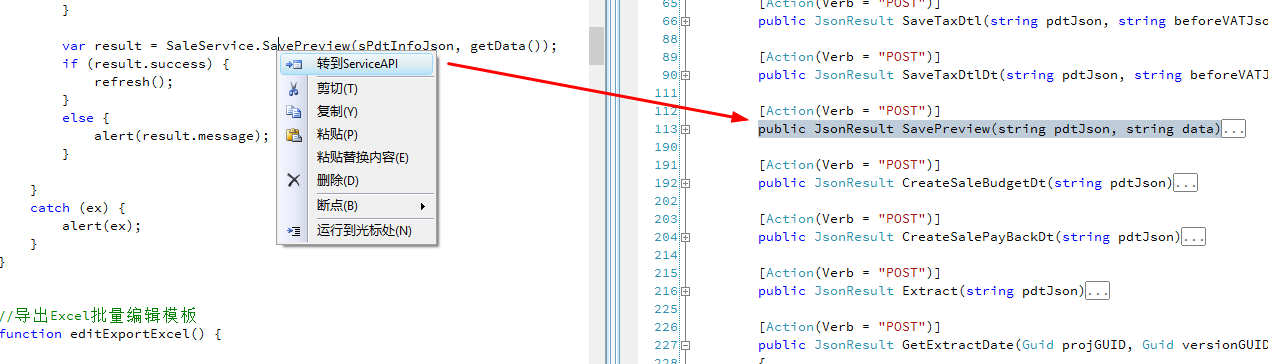 }
var result = SaleService.SavePreview(sPdtInfoJson, getData());
if (result.success) {
refresh();
}
else {
alert(result.message);
}
}
catch (ex) {
alert(ex);
}
}
//导出Excel批量编辑模板
function editExportExcel() {
转到ServiceAPI
剪切(T)
复制(Y)
粘贴(P)
粘贴替换内容(E)
删除(D)
断点(B)
运行到光标处(N)
65 [Action(Verb = "POST")]
66 public JsonResult SaveTaxDtl(string pdtJson, string beforeVATJso
88
89 [Action(Verb = "POST")]
90 public JsonResult SaveTaxDtlDt(string pdtJson, string beforeVATJ
111
112 [Action(Verb = "POST")]
113 public JsonResult SavePreview(string pdtJson, string data)...
190
191 [Action(Verb = "POST")]
192 public JsonResult CreateSaleBudgetDt(string pdtJson)...
202
203 [Action(Verb = "POST")]
204 public JsonResult CreateSalePayBackDt(string pdtJson)...
214
215 [Action(Verb = "POST")]
216 public JsonResult Extract(string pdtJson)...
225
226 [Action(Verb = "POST")]
227 public JsonResult GetExtractDate(Guid projGUID, Guid versionGUID
228 {